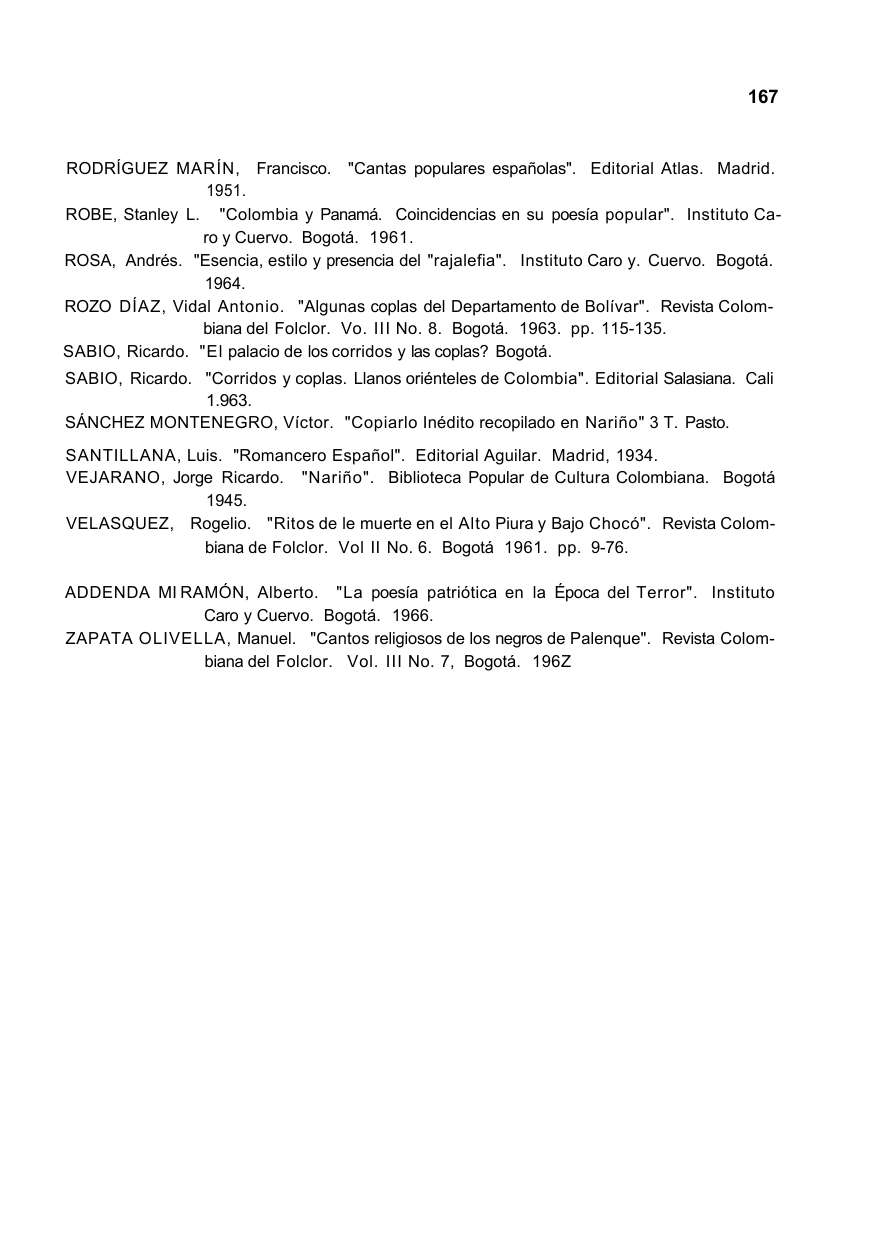 167
RODRÍGUEZ MARÍN, Francisco. "Cantas populares españolas". Editorial Atlas. Madrid.
1951.
ROBE, Stanley L. "Colombia y Panamá. Coincidencias en su poesía popular". Instituto Ca-
ro y Cuervo. Bogotá. 1961.
ROSA, Andrés. "Esencia, estilo y presencia del "rajalefia". Instituto Caro y. Cuervo. Bogotá.
1964.
ROZO DÍAZ, Vidal Antonio. "Algunas coplas del Departamento de Bolívar". Revista Colom-
biana del Folclor. Vo. III No. 8. Bogotá. 1963. pp. 115-135.
SABIO, Ricardo. "El palacio de los corridos y las coplas? Bogotá.
SABIO, Ricardo. "Corridos y coplas. Llanos oriénteles de Colombia". Editorial Salasiana. Cali
1.963.
SÁNCHEZ MONTENEGRO, Víctor. "Copiarlo Inédito recopilado en Nariño" 3 T. Pasto.
SANTILLANA, Luis. "Romancero Español". Editorial Aguilar. Madrid, 1934.
VEJARANO, Jorge Ricardo. "Nariño". Biblioteca Popular de Cultura Colombiana. Bogotá
1945.
VELASQUEZ, Rogelio. "Ritos de le muerte en el Alto Piura y Bajo Chocó". Revista Colom-
biana de Folclor. Vol II No. 6. Bogotá 1961. pp. 9-76.
ADDENDA MI RAMÓN, Alberto. "La poesía patriótica en la Época del Terror". Instituto
Caro y Cuervo. Bogotá. 1966.
ZAPATA OLIVELLA, Manuel. "Cantos religiosos de los negros de Palenque". Revista Colom-
biana del Folclor. Vol. III No. 7, Bogotá. 196Z